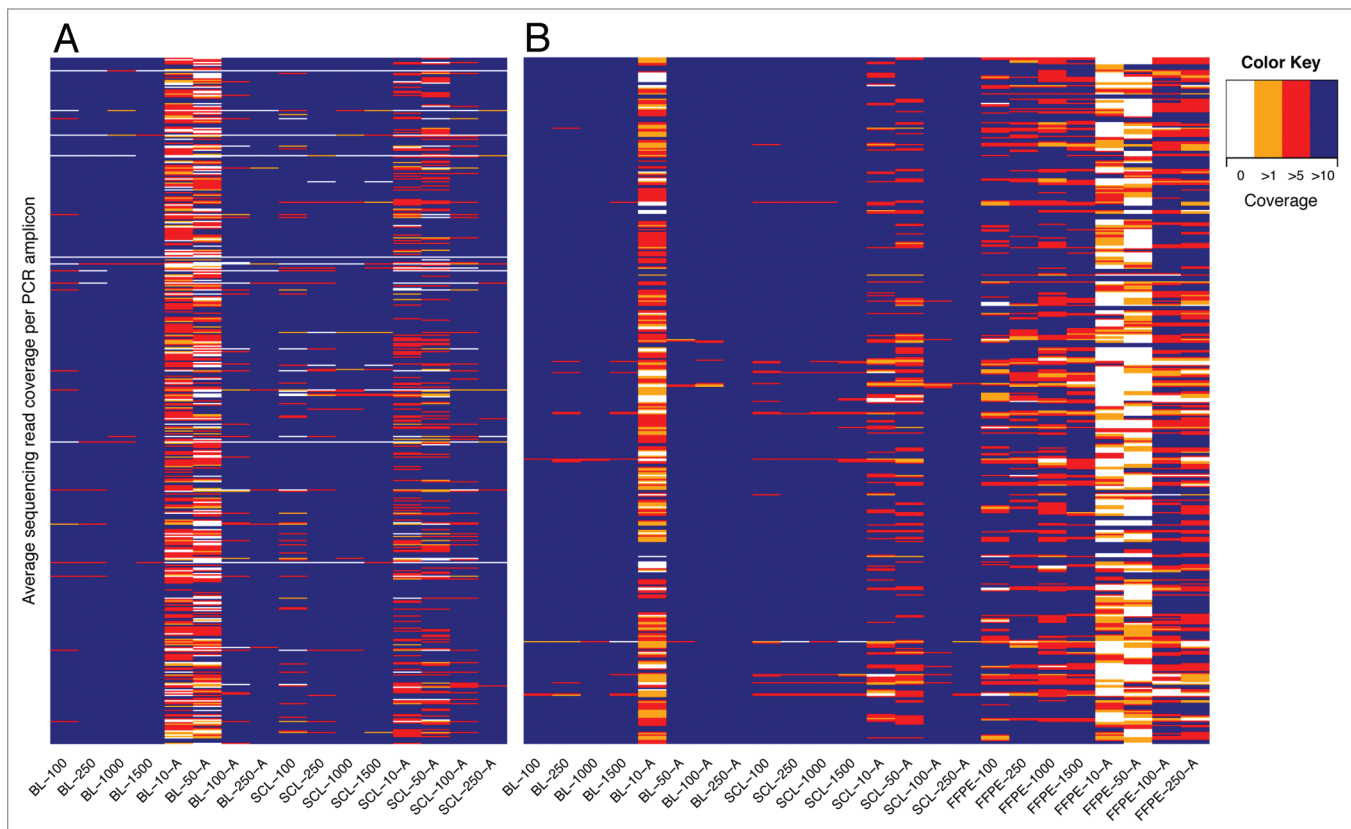 A
B
Color Key
0 >1 >5 >10
Coverage
Average sequencing read coverage per PCR amplicon
BL-100
BL-250
BL-1000
BL-1500
BL-10-A
BL-50-A
BL-100-A
BL-250-A
SCL-100
SCL-250
SCL-1000
SCL-1500
SCL-10-A
SCL-50-A
SCL-100-A
SCL-250-A
BL-100
BL-250
BL-1000
BL-1500
BL-10-A
BL-50-A
BL-100-A
BL-250-A
SCL-100
SCL-250
SCL-1000
SCL-1500
SCL-10-A
SCL-50-A
SCL-100-A
SCL-250-A
FFPE-100
FFPE-250
FFPE-1000
FFPE-1500
FFPE-10-A
FFPE-50-A
FFPE-100-A
FFPE-250-A